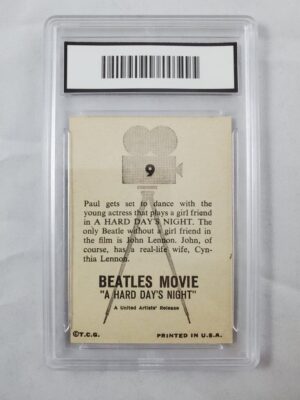 9
Paul gets set to dance with the
young actress that plays a girl friend
in A HARD DAY'S NIGHT. The
only Beatle without a girl friend in
the film is John Lennon. John, of
course, has a real-life wife, Cyn-
thia Lennon.
BEATLES MOVIE
"A HARD DAY'S NIGHT"
A United Artists' Release
©T.C.G.
PRINTED IN U.S.A.